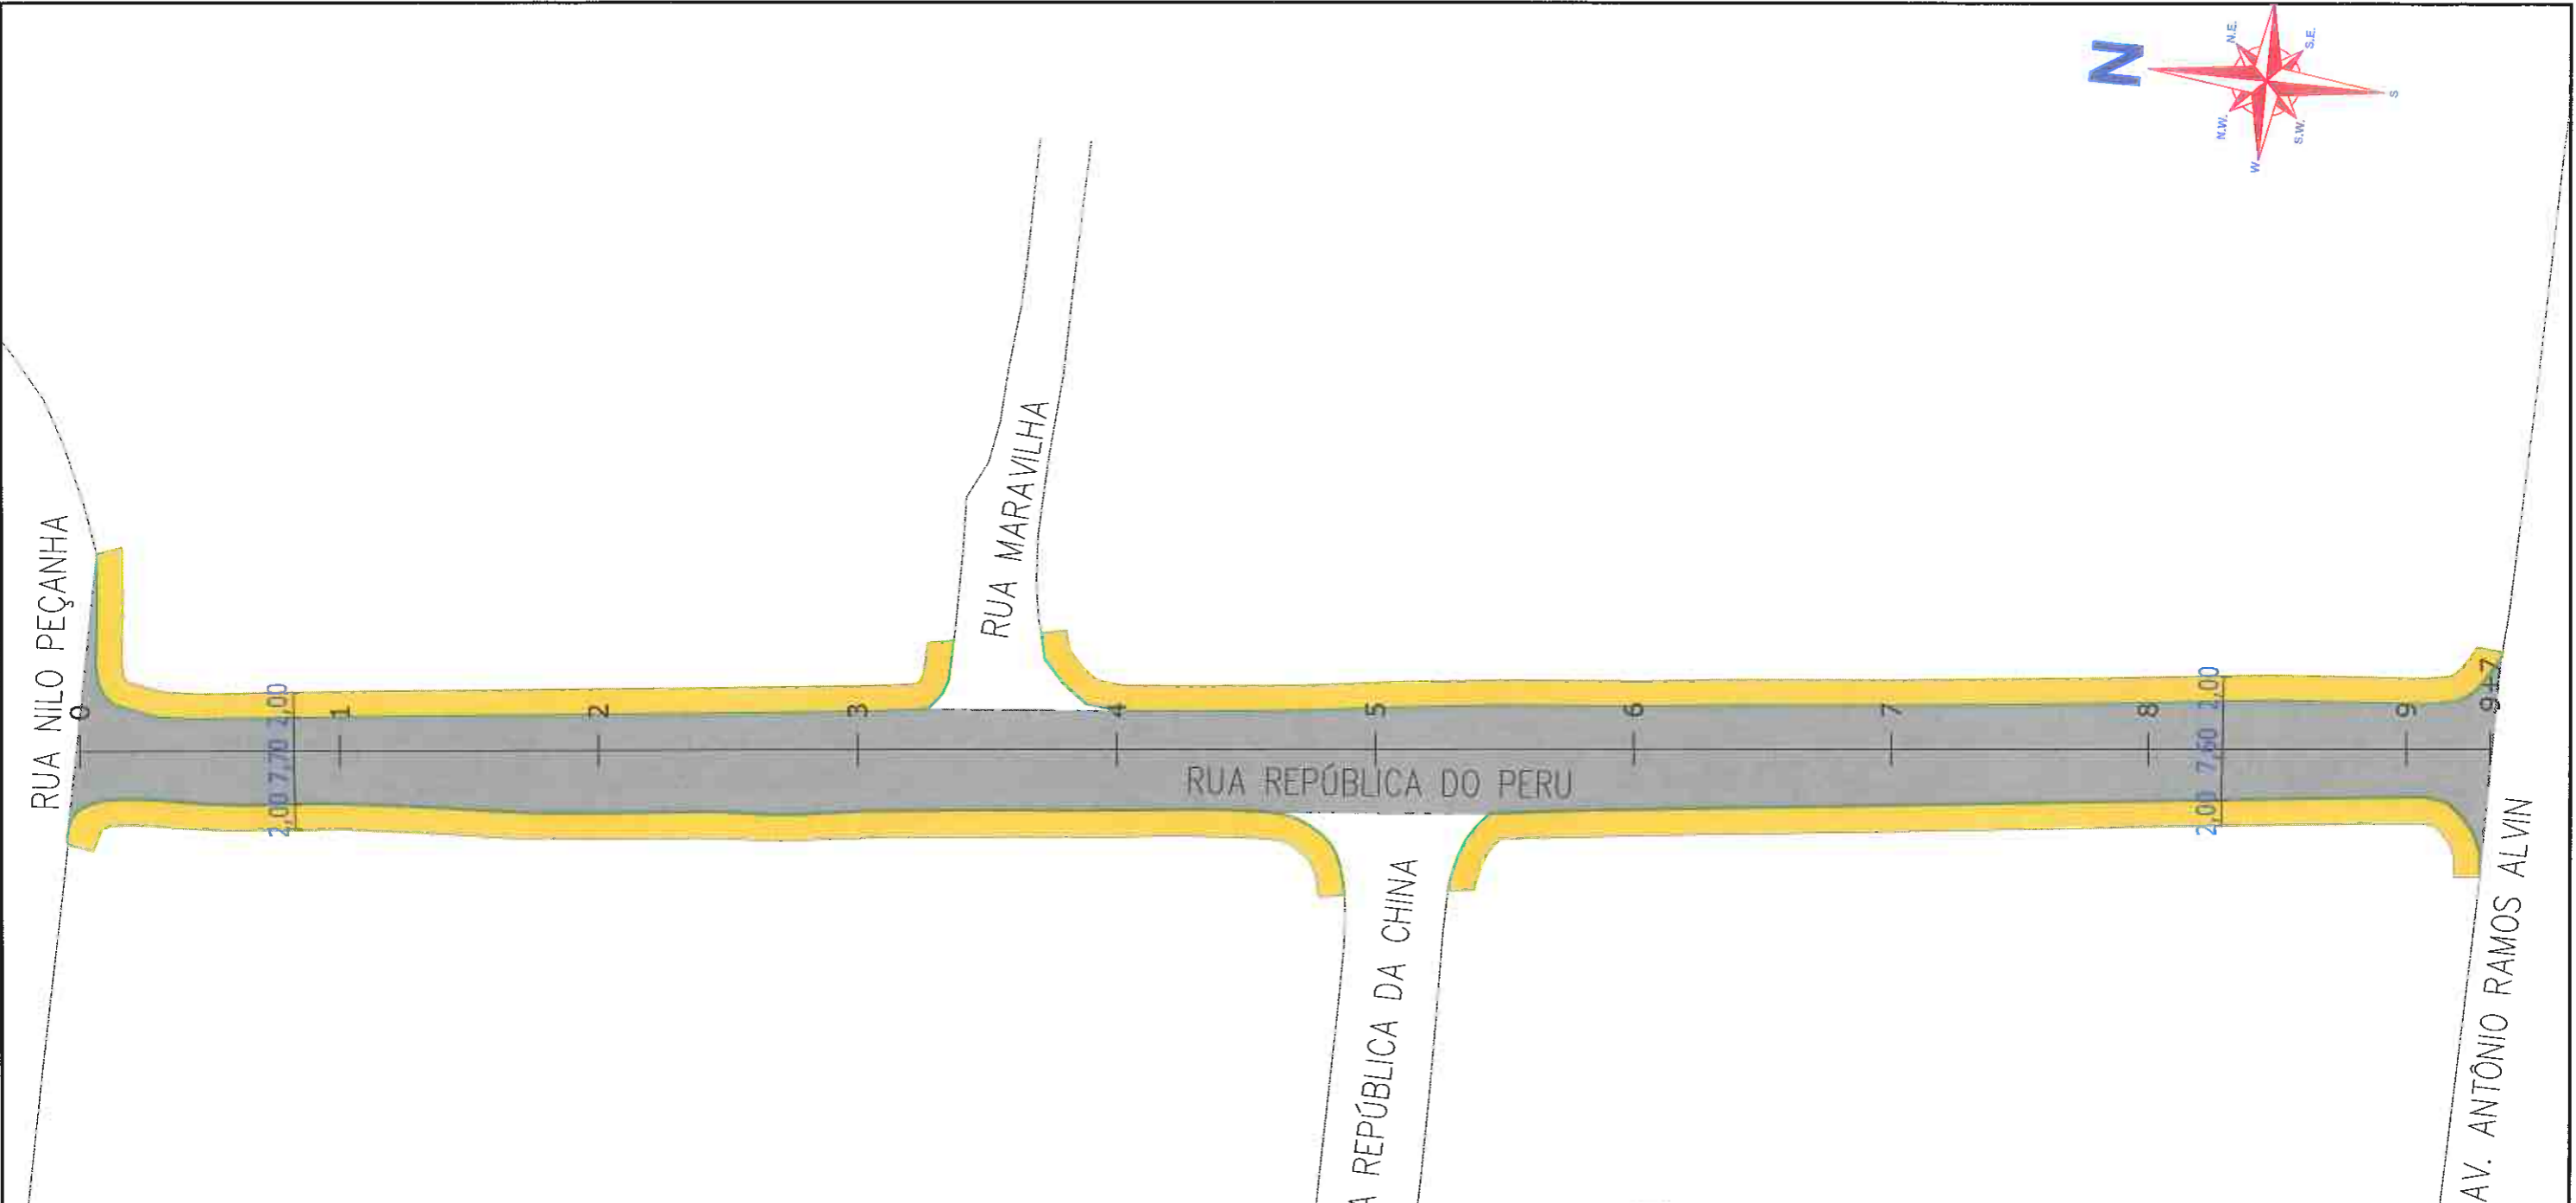 RUA NILO PEÇANHA
RUA MARAVILHA
RUA REPÚBLICA DO PERU
A REPÚBLICA DA CHINA
AV. ANTÔNIO RAMOS ALVIN
0
1
2
3
4
5
6
7
8
9
9+7
2,00 7,70 2,00
2,00 7,60 2,00
N
N.E.
S.E.
S
S.W.
W
N.W.